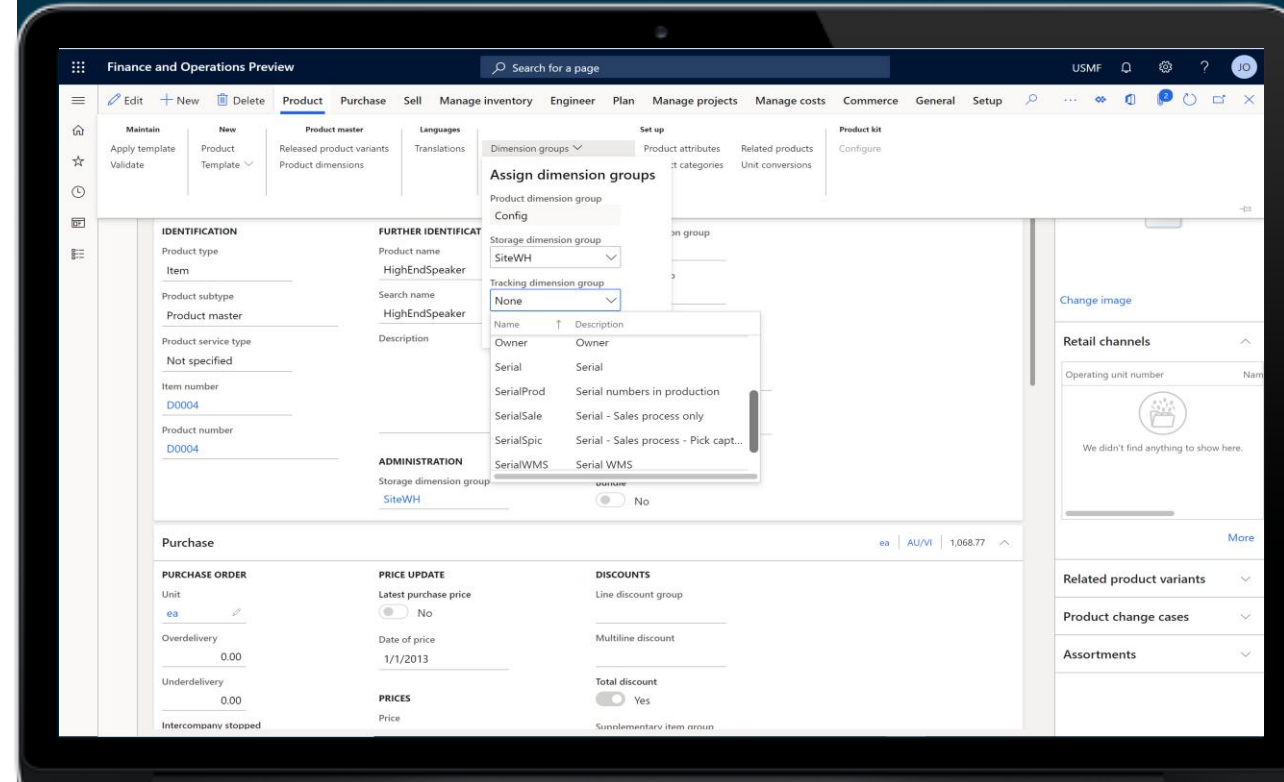 Finance and Operations Preview
Search for a page
USMF
?
JO
Edit
New
Delete
Product
Purchase
Sell
Manage inventory
Engineer
Plan
Manage projects
Manage costs
Commerce
General
Setup
2
Maintain
Apply template
Validate
New
Product
Template
Product master
Released product variants
Product dimensions
Languages
Translations
Set up
Dimension groups
Product attributes
Related products
ct categories
Unit conversions
Product kit
Configure
Assign dimension groups
Product dimension group
Config
Storage dimension group
SiteWH
Tracking dimension group
None
Name ↑ Description
Owner Owner
Serial Serial
SerialProd Serial numbers in production
SerialSale Serial - Sales process only
SerialSpic Serial - Sales process - Pick capt...
SerialWMS Serial WMS
IDENTIFICATION
Product type
Item
Product subtype
Product master
Product service type
Not specified
Item number
D0004
Product number
D0004
FURTHER IDENTIFICAT
Product name
HighEndSpeaker
Search name
HighEndSpeaker
Description
ADMINISTRATION
Storage dimension group
SiteWH
on group
Bundle
No
Purchase
ea | AU/VI | 1,068.77
PURCHASE ORDER
Unit
ea
Overdelivery
0.00
Underdelivery
0.00
Intercompany stopped
PRICE UPDATE
Latest purchase price
No
Date of price
1/1/2013
PRICES
Price
DISCOUNTS
Line discount group
Multiline discount
Total discount
Yes
Supplementary item group
Change image
Retail channels
Operating unit number Nam
We didn't find anything to show here.
More
Related product variants
Product change cases
Assortments